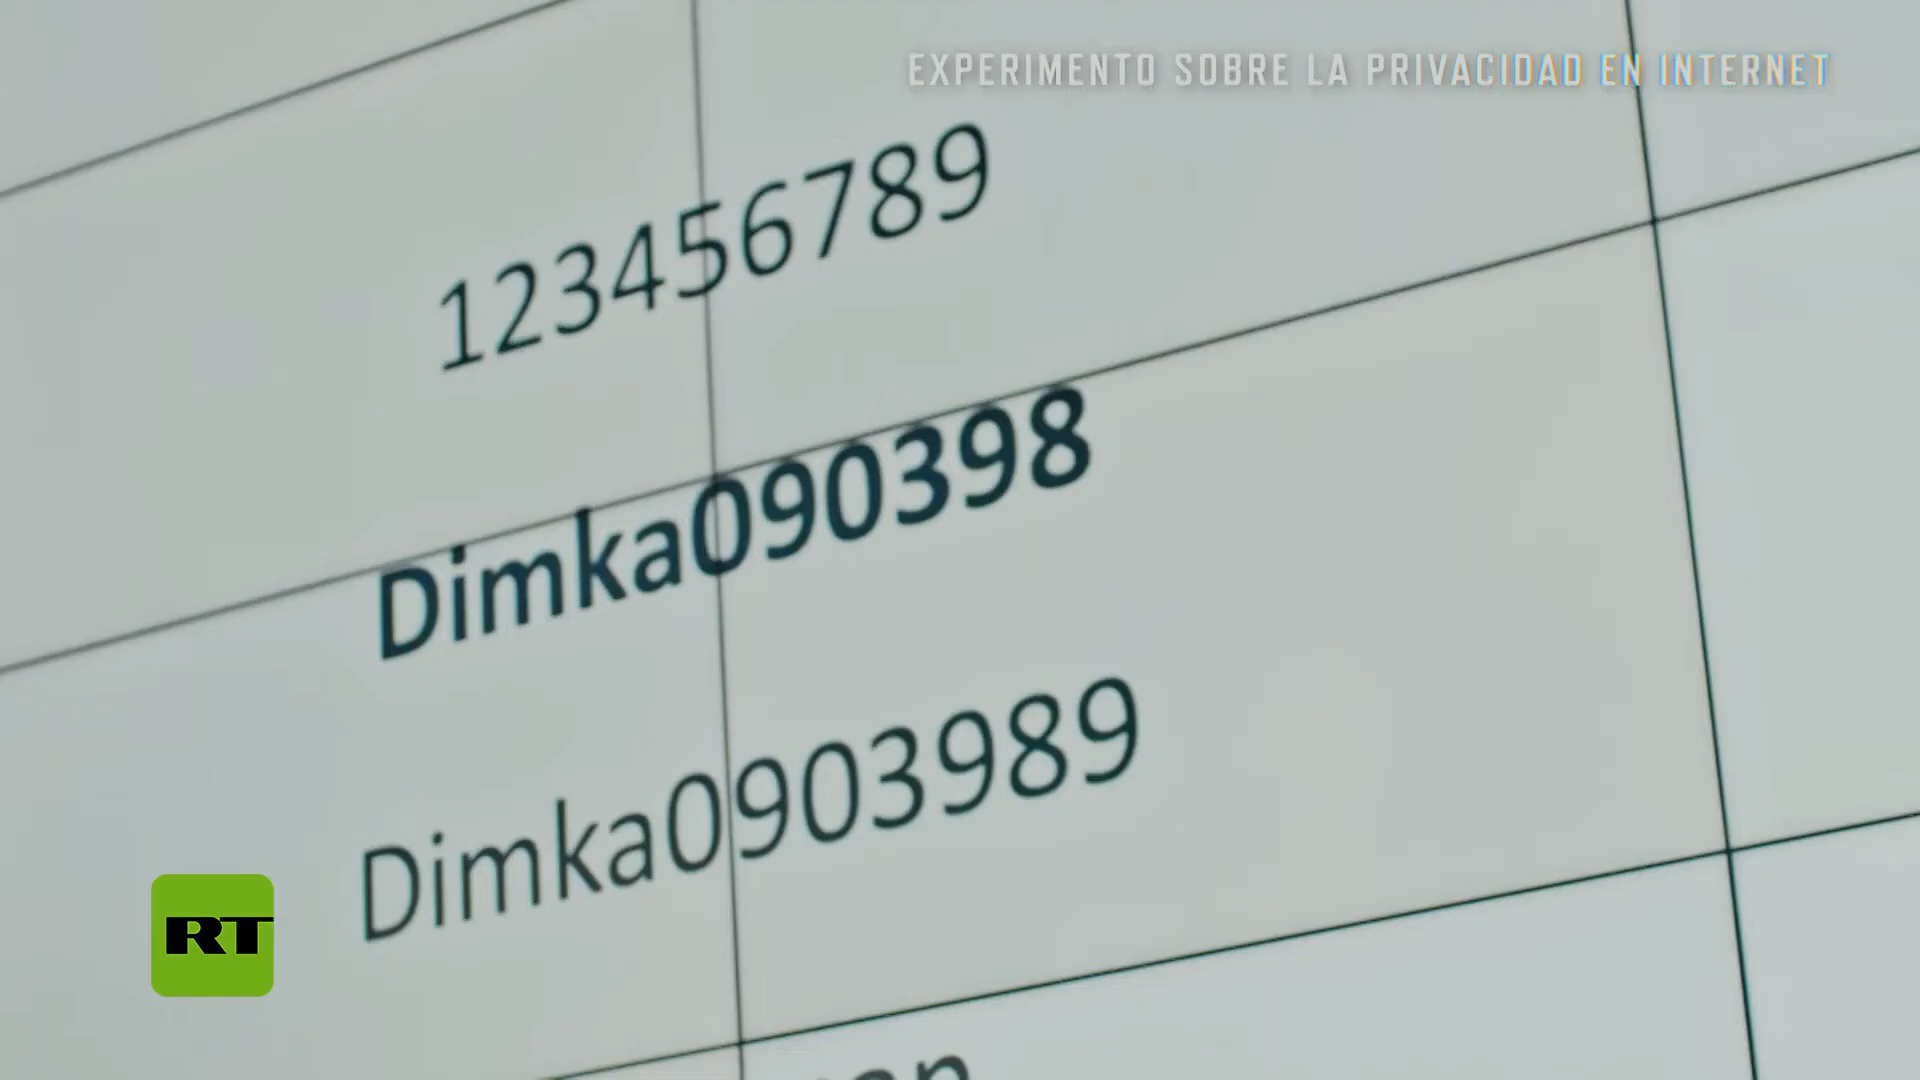 EXPERIMENTO SOBRE LA PRIVACIDAD EN INTERNET
123456789
Dimka090398
Dimka0903989
RT